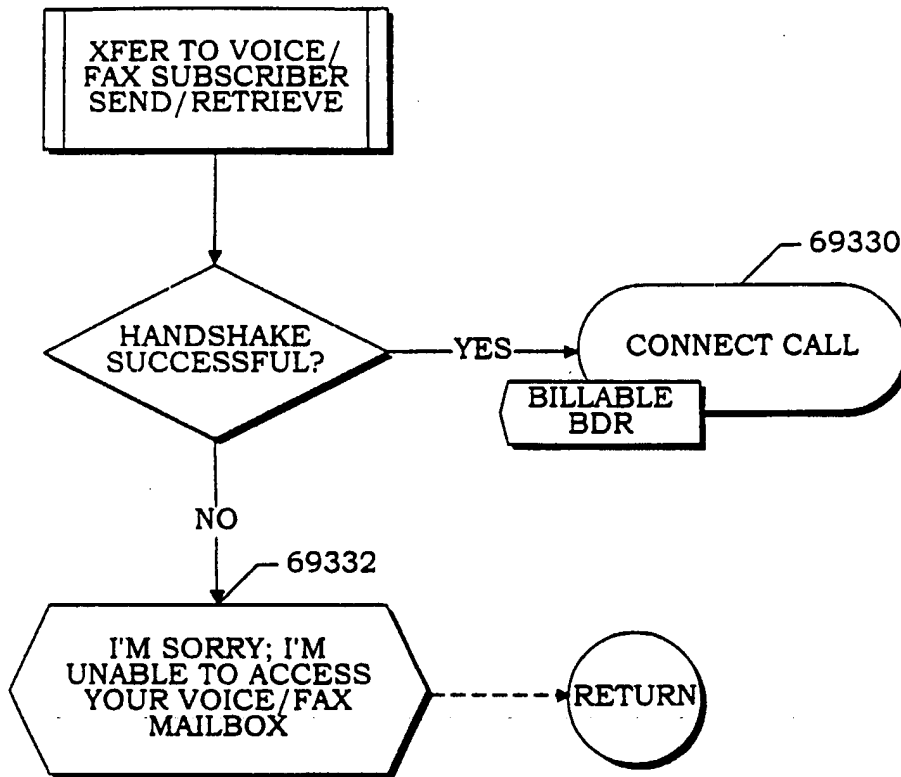 XFER TO VOICE/
FAX SUBSCRIBER
SEND/RETRIEVE
69330
HANDSHAKE
SUCCESSFUL?
YES
CONNECT CALL
BILLABLE
BDR
NO
69332
I'M SORRY; I'M
UNABLE TO ACCESS
YOUR VOICE/FAX
MAILBOX
RETURN